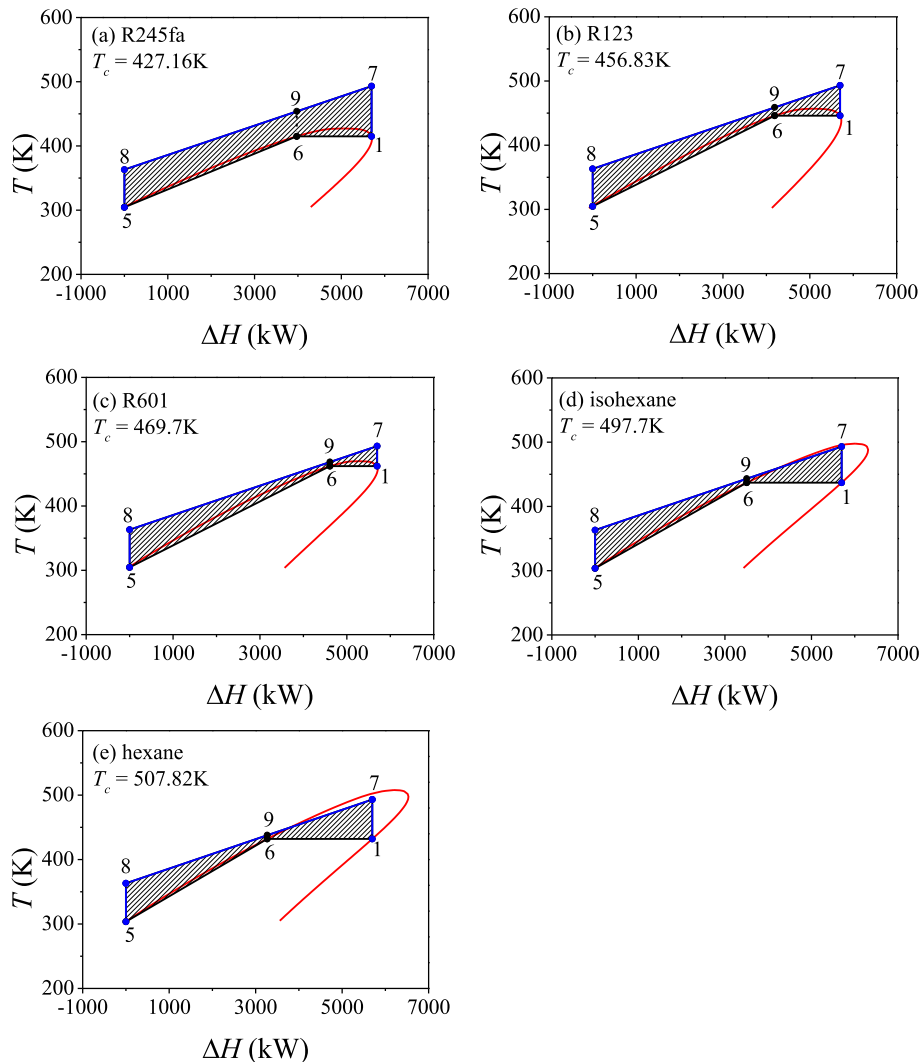 600
(a) R245fa
T_c = 427.16K
7
500
9
T (K)
400
8
6
1
300
5
200
-1000 1000 3000 5000 7000
ΔH (kW)
600
(b) R123
T_c = 456.83K
7
500
9
T (K)
400
8
6
1
300
5
200
-1000 1000 3000 5000 7000
ΔH (kW)
600
(c) R601
T_c = 469.7K
7
500
9
T (K)
400
8
6
1
300
5
200
-1000 1000 3000 5000 7000
ΔH (kW)
600
(d) isohexane
T_c = 497.7K
7
500
9
T (K)
400
8
6
1
300
5
200
-1000 1000 3000 5000 7000
ΔH (kW)
600
(e) hexane
T_c = 507.82K
7
500
9
T (K)
400
8
6
1
300
5
200
-1000 1000 3000 5000 7000
ΔH (kW)